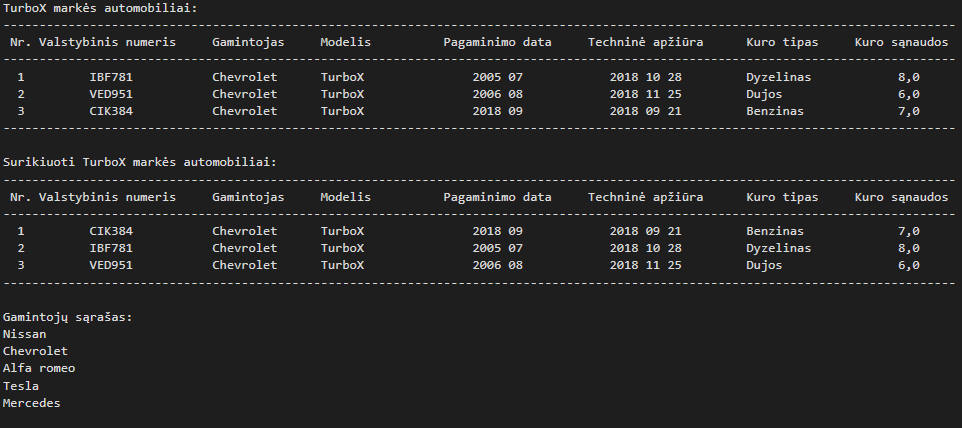 TurboX markės automobiliai:
------------------------------------------------------------------------------------------------------------------------------------
 Nr. Valstybinis numeris     Gamintojas     Modelis          Pagaminimo data     Techninė apžiūra      Kuro tipas     Kuro sąnaudos
------------------------------------------------------------------------------------------------------------------------------------
  1         IBF781           Chevrolet      TurboX               2005 07            2018 10 28         Dyzelinas            8,0
  2         VED951           Chevrolet      TurboX               2006 08            2018 11 25         Dujos                6,0
  3         CIK384           Chevrolet      TurboX               2018 09            2018 09 21         Benzinas             7,0
------------------------------------------------------------------------------------------------------------------------------------
Surikiuoti TurboX markės automobiliai:
------------------------------------------------------------------------------------------------------------------------------------
 Nr. Valstybinis numeris     Gamintojas     Modelis          Pagaminimo data     Techninė apžiūra      Kuro tipas     Kuro sąnaudos
------------------------------------------------------------------------------------------------------------------------------------
  1         CIK384           Chevrolet      TurboX               2018 09            2018 09 21         Benzinas             7,0
  2         IBF781           Chevrolet      TurboX               2005 07            2018 10 28         Dyzelinas            8,0
  3         VED951           Chevrolet      TurboX               2006 08            2018 11 25         Dujos                6,0
------------------------------------------------------------------------------------------------------------------------------------
Gamintojų sąrašas:
Nissan
Chevrolet
Alfa romeo
Tesla
Mercedes